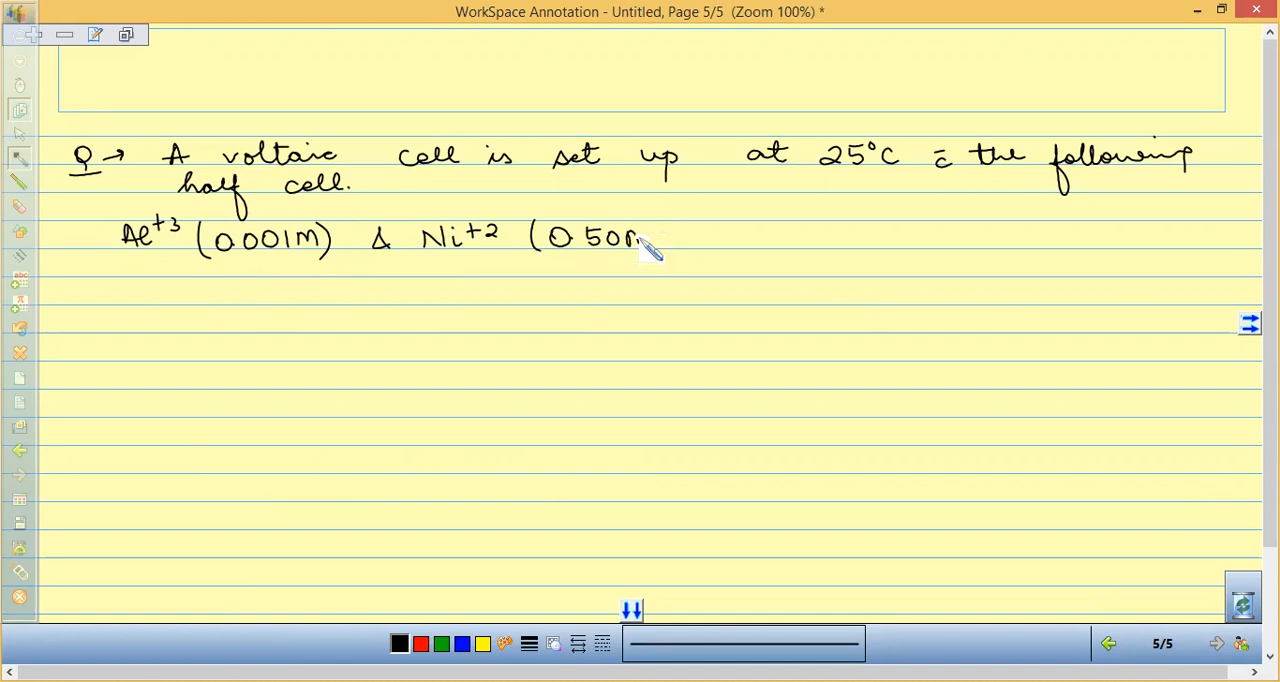 WorkSpace Annotation - Untitled, Page 5/5 (Zoom 100%) *
Q → A voltaic cell is set up at 25°C c̄ the following
half cell.
Al+3 (0.001M) & Ni+2 (0.50
5/5